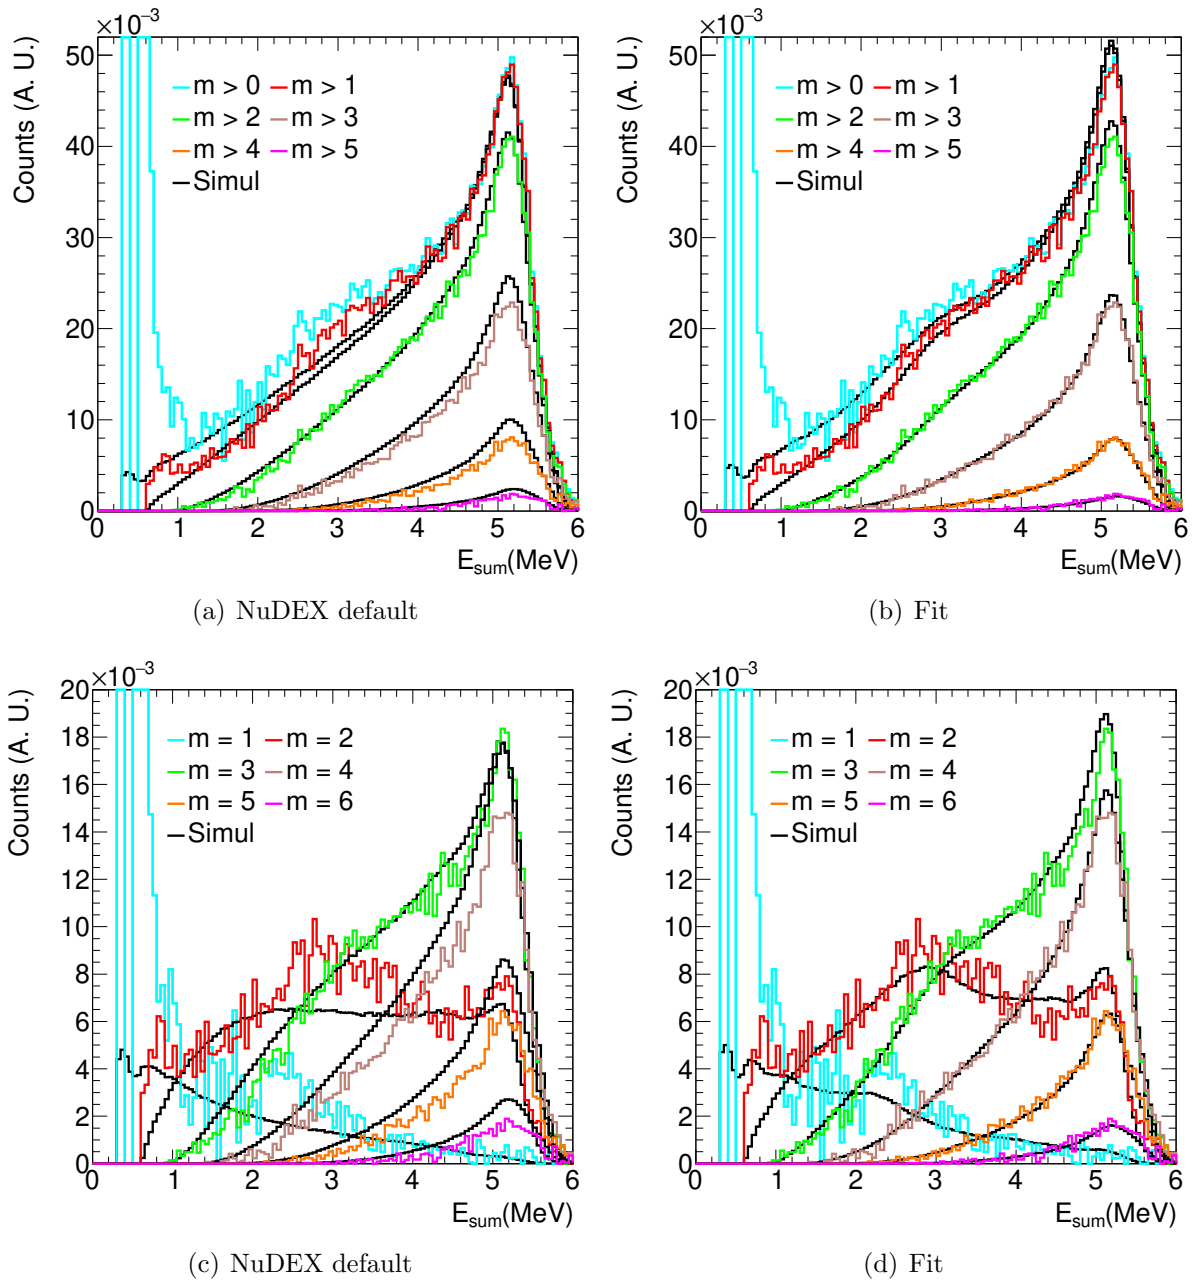 ×10⁻³
Counts (A. U.)
50
40
30
20
10
0
m > 0 m > 1
m > 2 m > 3
m > 4 m > 5
Simul
0 1 2 3 4 5 6
E_sum(MeV)
(a) NuDEX default
×10⁻³
Counts (A. U.)
50
40
30
20
10
0
m > 0 m > 1
m > 2 m > 3
m > 4 m > 5
Simul
0 1 2 3 4 5 6
E_sum(MeV)
(b) Fit
×10⁻³
Counts (A. U.)
20
18
16
14
12
10
8
6
4
2
0
m = 1 m = 2
m = 3 m = 4
m = 5 m = 6
Simul
0 1 2 3 4 5 6
E_sum(MeV)
(c) NuDEX default
×10⁻³
Counts (A. U.)
20
18
16
14
12
10
8
6
4
2
0
m = 1 m = 2
m = 3 m = 4
m = 5 m = 6
Simul
0 1 2 3 4 5 6
E_sum(MeV)
(d) Fit